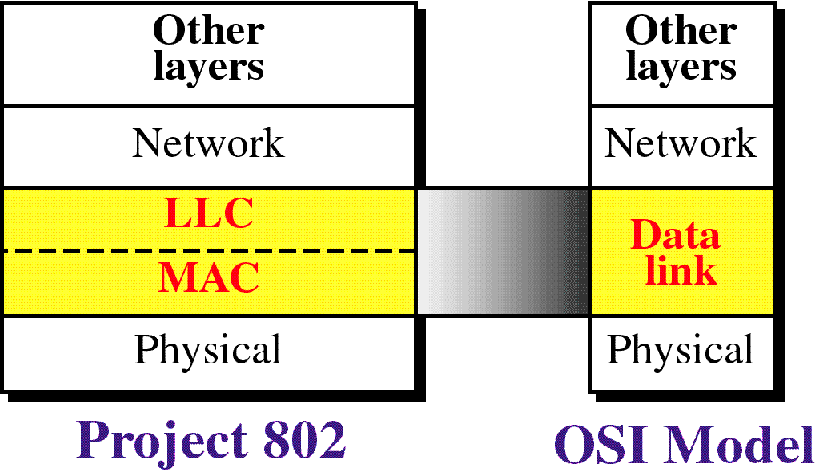 Other
layers
Network
LLC
MAC
Physical
Project 802
Other
layers
Network
Data
link
Physical
OSI Model